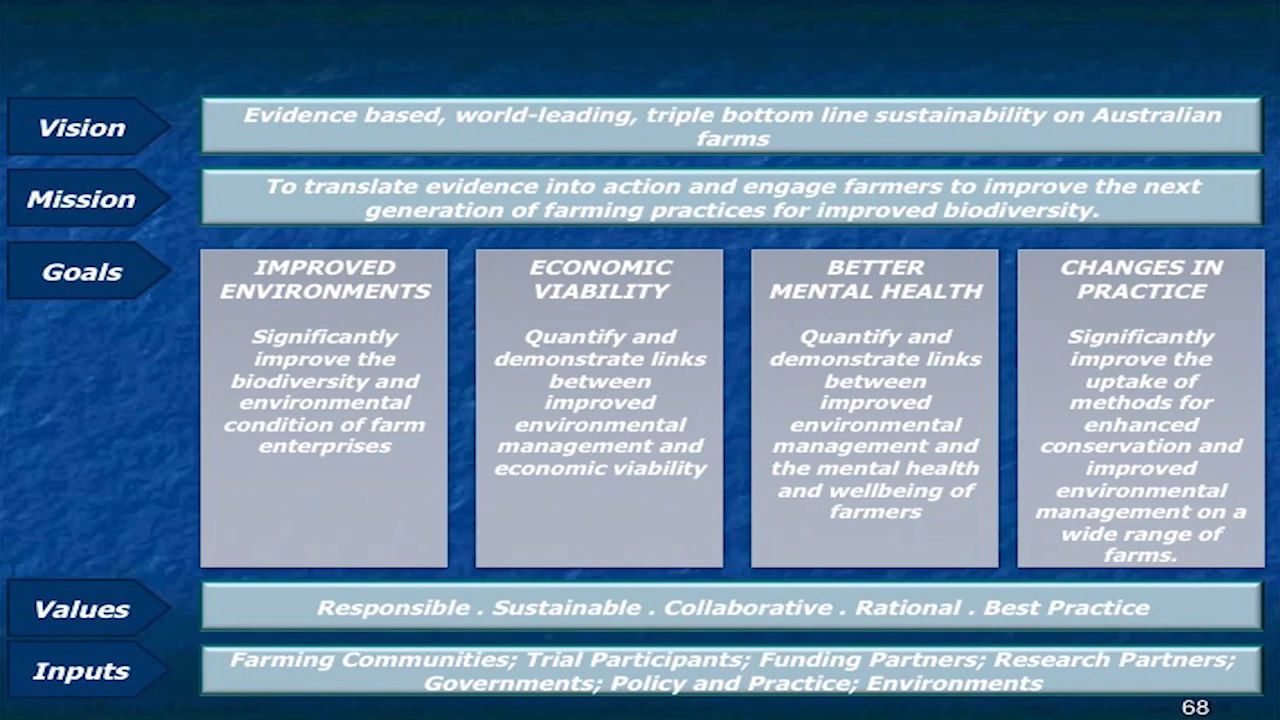 Vision
Evidence based, world-leading, triple bottom line sustainability on Australian
farms
Mission
To translate evidence into action and engage farmers to improve the next
generation of farming practices for improved biodiversity.
Goals
IMPROVED
ENVIRONMENTS
Significantly
improve the
biodiversity and
environmental
condition of farm
enterprises
ECONOMIC
VIABILITY
Quantify and
demonstrate links
between
improved
environmental
management and
economic viability
BETTER
MENTAL HEALTH
Quantify and
demonstrate links
between
improved
environmental
management and
the mental health
and wellbeing of
farmers
CHANGES IN
PRACTICE
Significantly
improve the
uptake of
methods for
enhanced
conservation and
improved
environmental
management on a
wide range of
farms.
Values
Responsible . Sustainable . Collaborative . Rational . Best Practice
Inputs
Farming Communities; Trial Participants; Funding Partners; Research Partners;
Governments; Policy and Practice; Environments
68